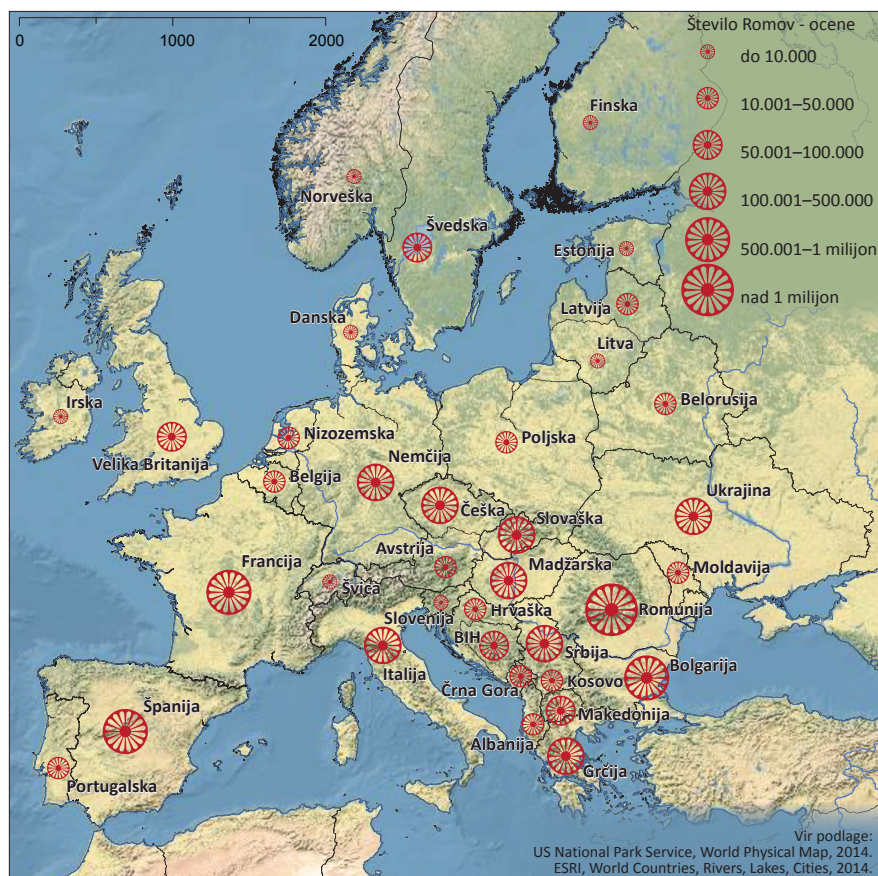 0 1000 2000
Število Romov - ocene
do 10.000
10.001–50.000
50.001–100.000
100.001–500.000
500.001–1 milijon
nad 1 milijon
Finska
Norveška
Švedska
Estonija
Latvija
Danska
Litva
Irska
Belorusija
Nizozemska
Poljska
Velika Britanija
Nemčija
Belgija
Ukrajina
Češka
Slovaška
Avstrija
Francija
Madžarska
Moldavija
Švica
Slovenija
Hrvaška
Romunija
BIH
Srbija
Italija
Bolgarija
Črna Gora
Kosovo
Španija
Makedonija
Albanija
Grčija
Portugalska
Vir podlage:
US National Park Service, World Physical Map, 2014.
ESRI, World Countries, Rivers, Lakes, Cities, 2014.